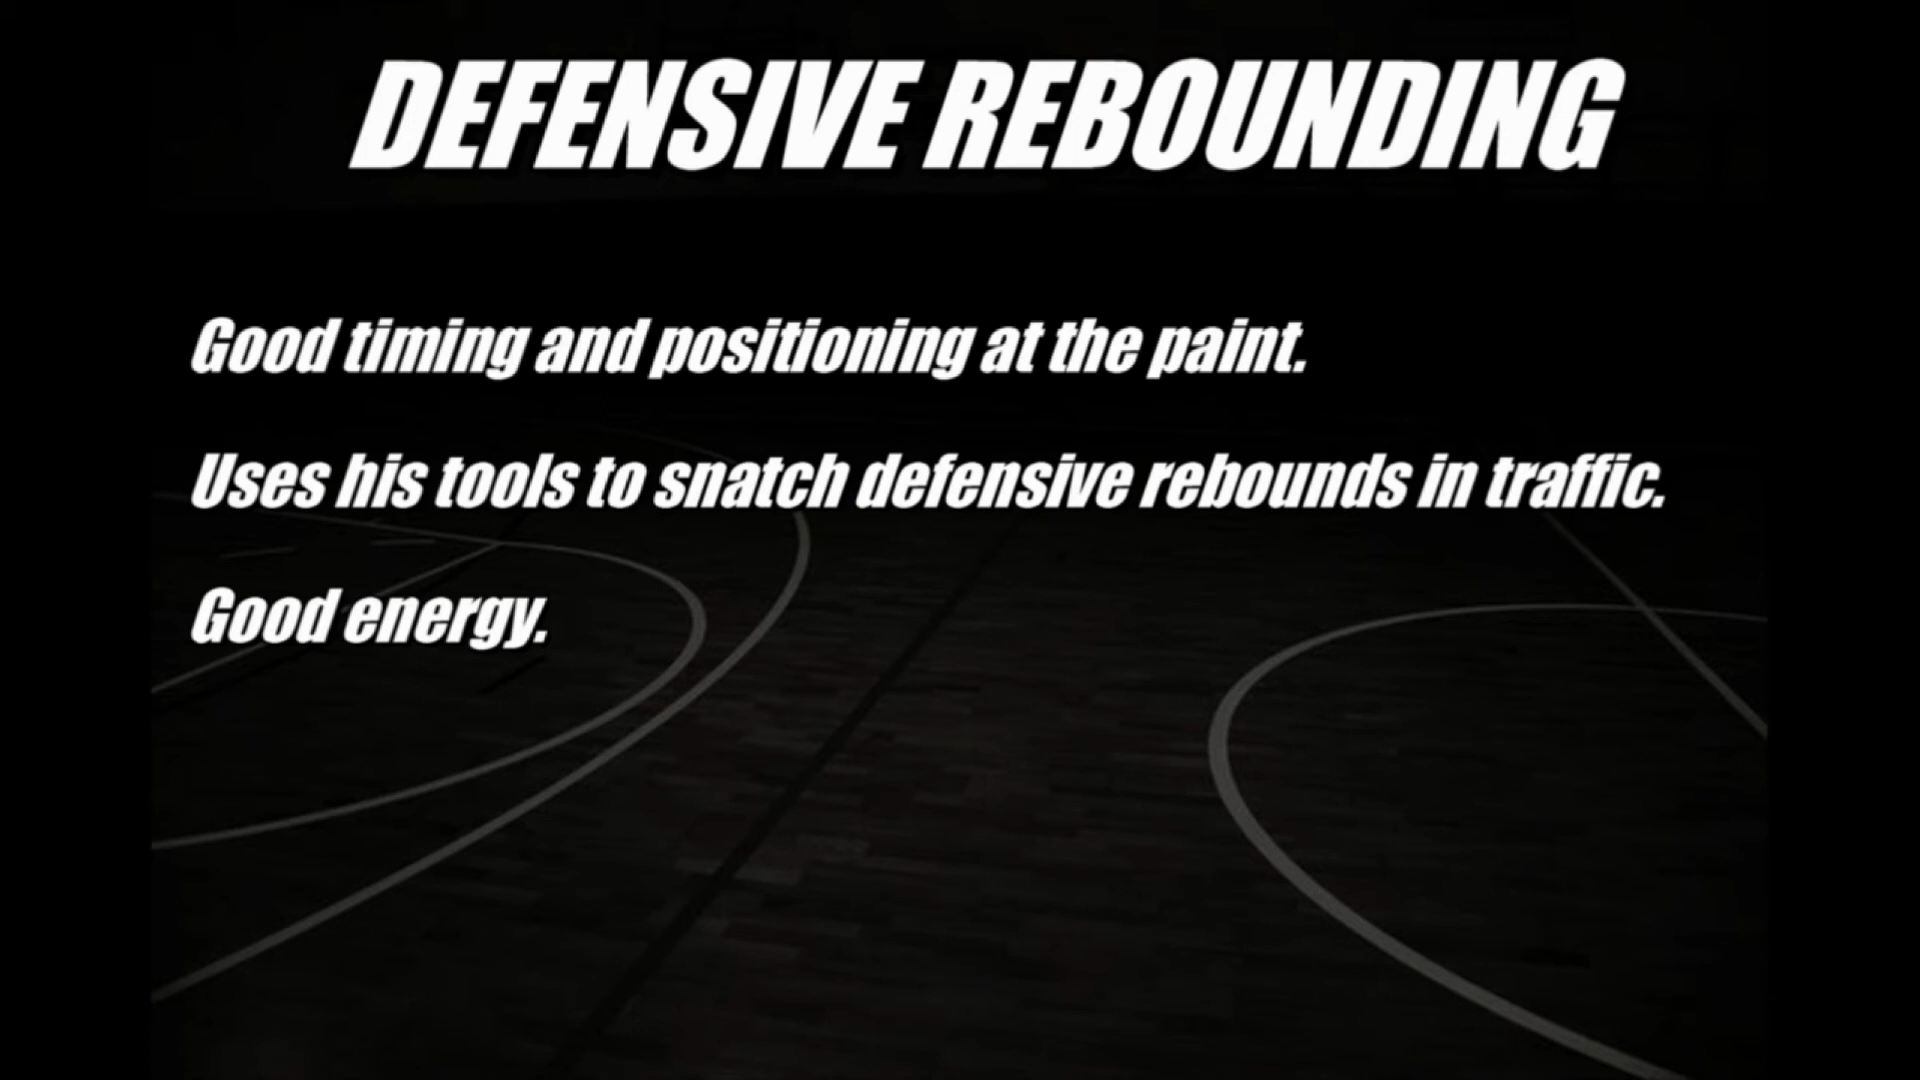 DEFENSIVE REBOUNDING
Good timing and positioning at the paint.
Uses his tools to snatch defensive rebounds in traffic.
Good energy.